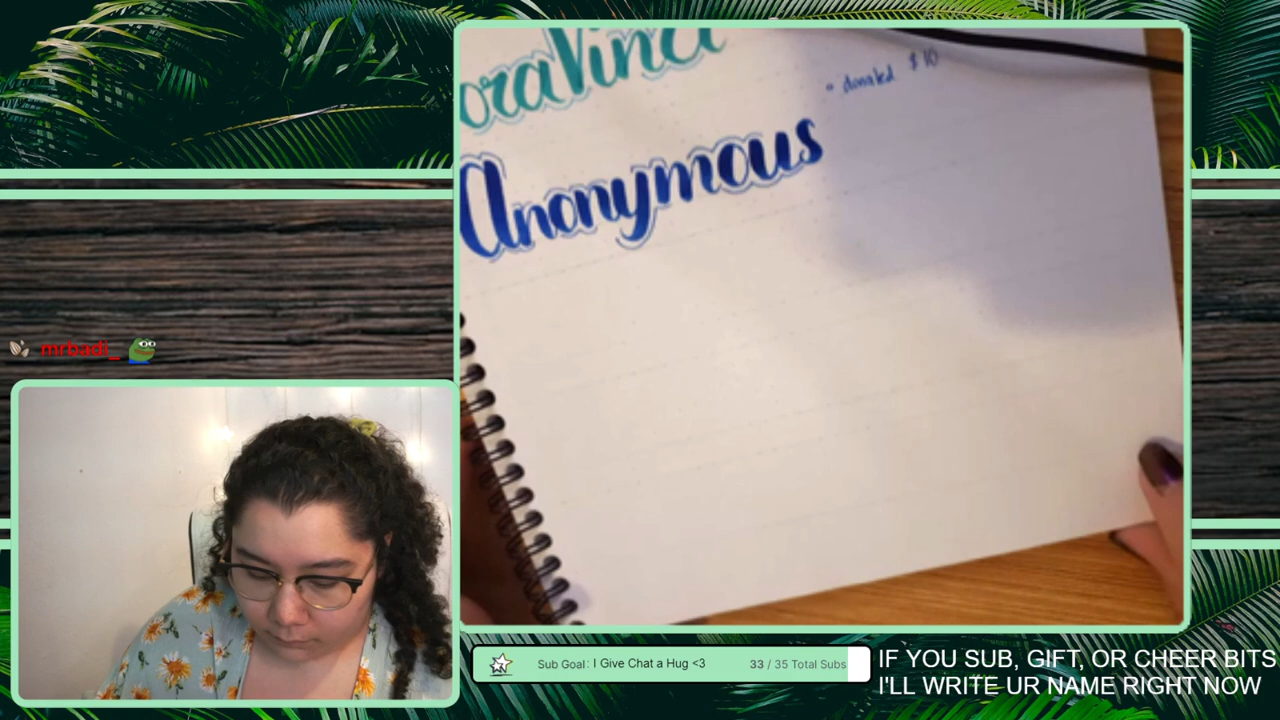 oraVinci
" donated $10
Anonymous
mrbadi_
Sub Goal: I Give Chat a Hug <3 33 / 35 Total Subs
IF YOU SUB, GIFT, OR CHEER BITS
I'LL WRITE UR NAME RIGHT NOW